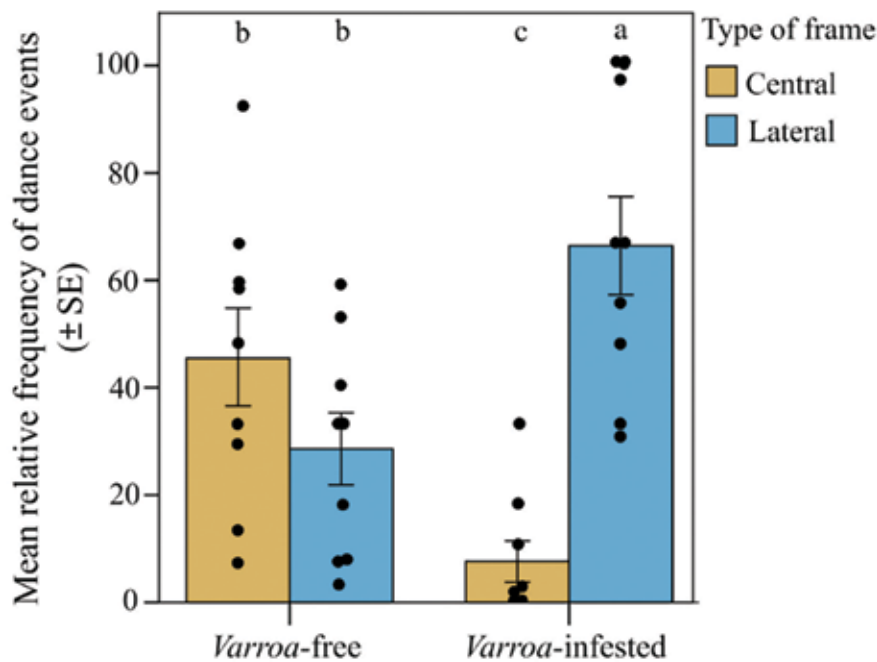 b b c a
Type of frame
Central
Lateral
Mean relative frequency of dance events
(± SE)
100
80
60
40
20
0
Varroa-free Varroa-infested